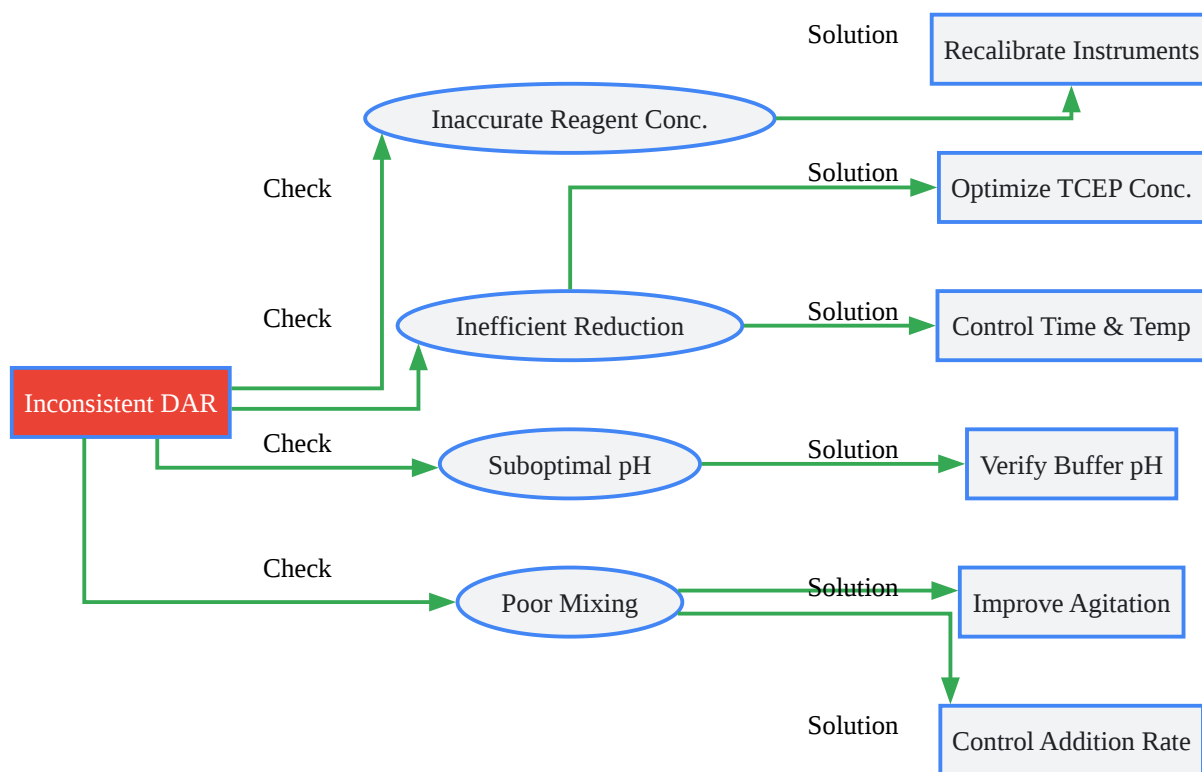 Solution
Recalibrate Instruments
Inaccurate Reagent Conc.
Check
Solution
Optimize TCEP Conc.
Check
Inefficient Reduction
Solution
Control Time & Temp
Inconsistent DAR
Check
Suboptimal pH
Solution
Verify Buffer pH
Check
Poor Mixing
Solution
Improve Agitation
Solution
Control Addition Rate